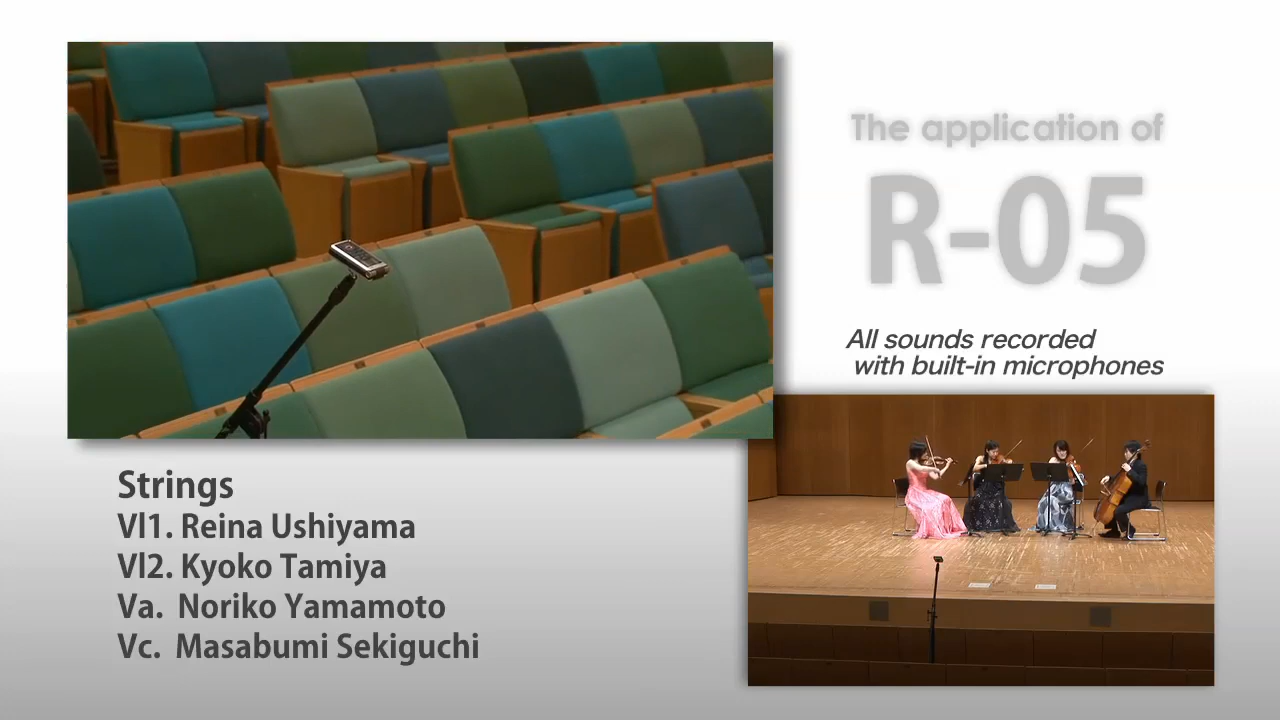 The application of
R-05
All sounds recorded
with built-in microphones
Strings
Vl1. Reina Ushiyama
Vl2. Kyoko Tamiya
Va. Noriko Yamamoto
Vc. Masabumi Sekiguchi